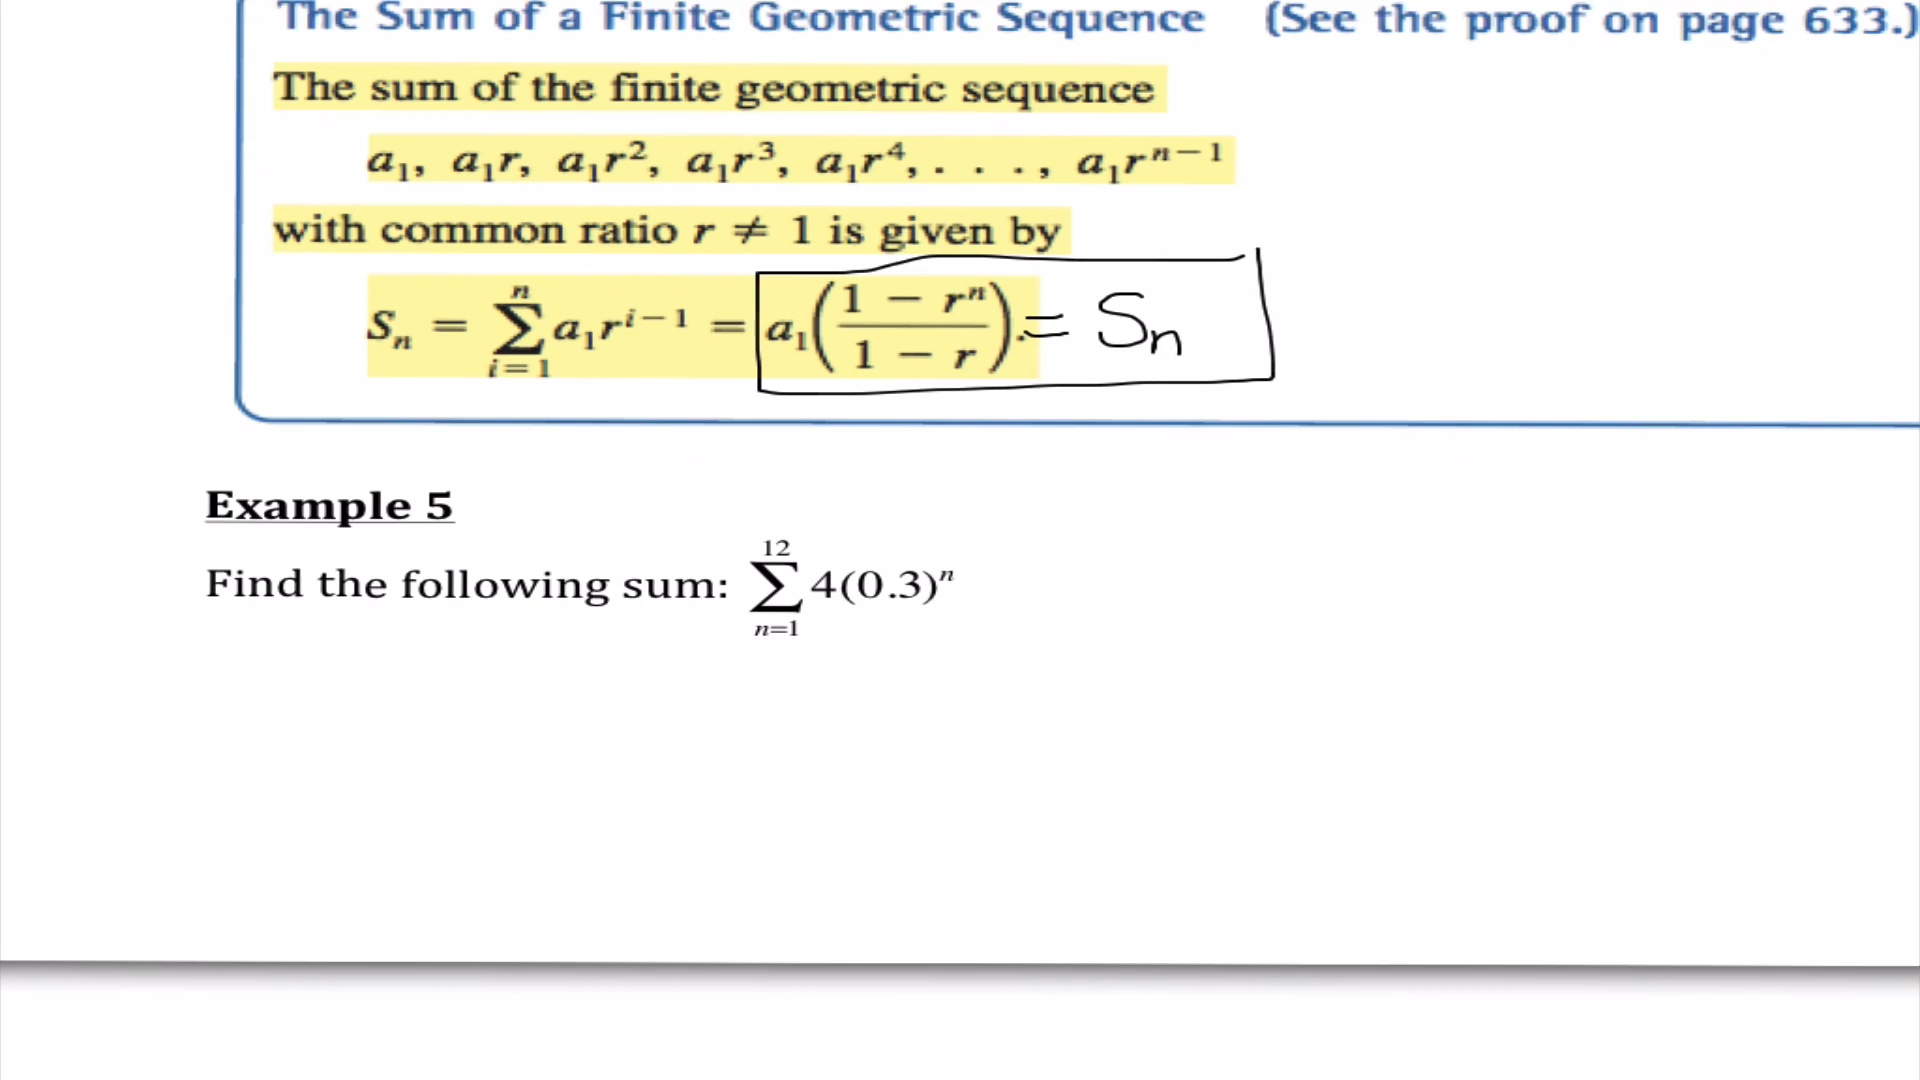 The Sum of a Finite Geometric Sequence (See the proof on page 633.)
The sum of the finite geometric sequence
a₁, a₁r, a₁r², a₁r³, a₁r⁴, . . . , a₁rⁿ⁻¹
with common ratio r ≠ 1 is given by
Sₙ = ∑ᵢ₌₁ⁿ a₁rⁱ⁻¹ = a₁((1 − rⁿ)/(1 − r)). = Sₙ
Example 5
Find the following sum: ∑ₙ₌₁¹² 4(0.3)ⁿ